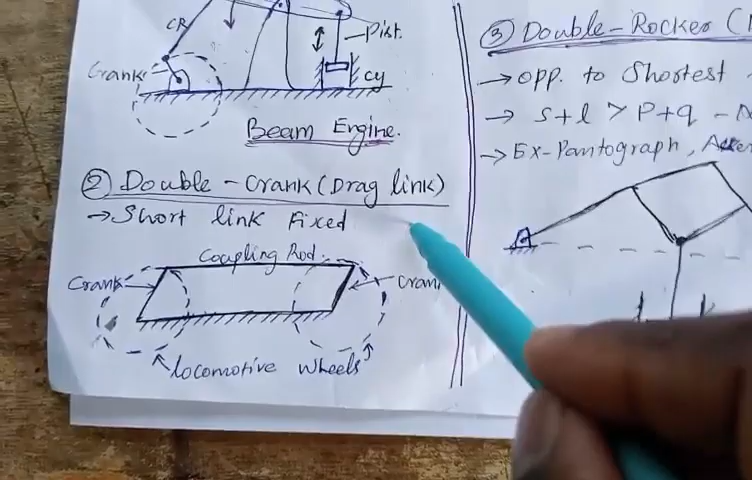 CR
Pist.
Crank
cy
Beam Engine.
② Double-Crank (Drag link)
→ Short link Fixed
Coupling Rod.
Crank
Cran
locomotive Wheels
③ Double-Rocker (
→ opp. to Shortest
→ s+l > p+q -
→ Ex-Pantograph,